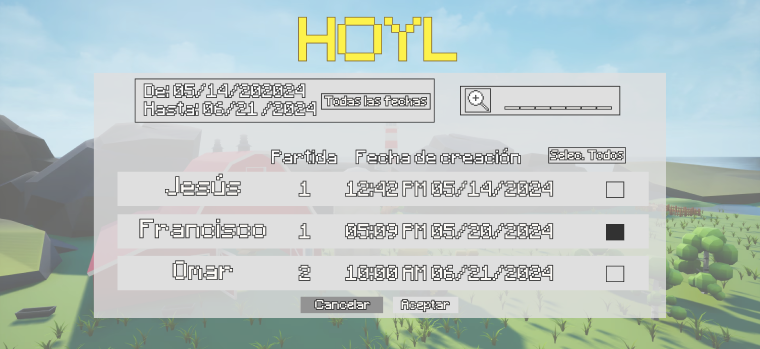 HOYL
De: 05/14/202024
Hasta: 06/21 /2024
Todas las fechas
Partida Fecha de creación Selec. Todos
Jesús 1 12:42 PM 05/14/2024
Francisco 1 05:09 PM 05/20/2024
Omar 2 10:00 AM 06/21/2024
Cancelar Aceptar